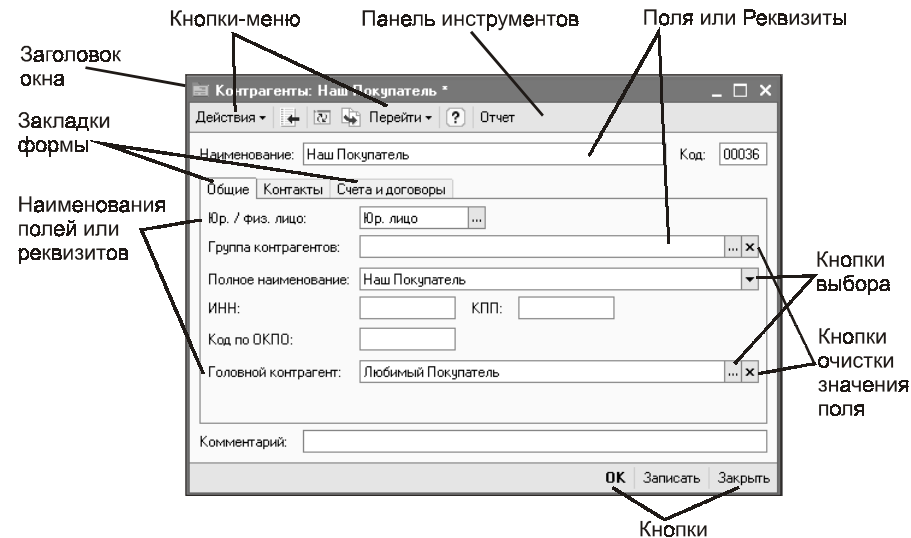 Кнопки-меню
Панель инструментов
Поля или Реквизиты
Заголовок
окна
Контрагенты: Наш Покупатель *
Действия
Перейти
?
Отчет
Закладки
формы
Наименование: Наш Покупатель
Код: 00036
Общие
Контакты
Счета и договоры
Наименования
полей или
реквизитов
Юр. / физ. лицо: Юр. лицо ...
Группа контрагентов: ... ×
Полное наименование: Наш Покупатель
ИНН: КПП:
Код по ОКПО:
Головной контрагент: Любимый Покупатель ... ×
Кнопки
выбора
Кнопки
очистки
значения
поля
Комментарий:
OK Записать Закрыть
Кнопки